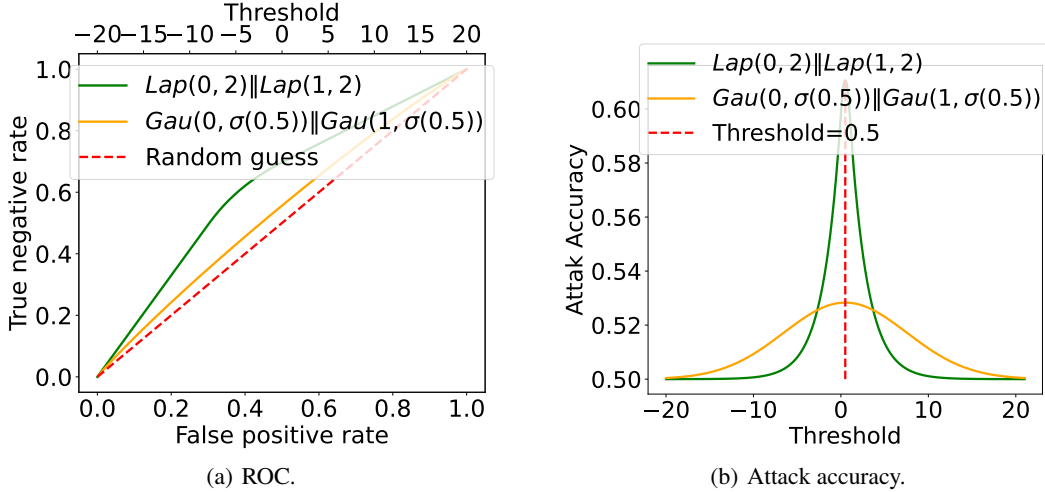 Threshold
−20 −15 −10 −5 0 5 10 15 20
1.0
0.8
0.6
0.4
0.2
0.0
True negative rate
Lap(0, 2)∥Lap(1, 2)
Gau(0, σ(0.5))∥Gau(1, σ(0.5))
Random guess
0.0 0.2 0.4 0.6 0.8 1.0
False positive rate
(a) ROC.
Lap(0, 2)∥Lap(1, 2)
Gau(0, σ(0.5))∥Gau(1, σ(0.5))
Threshold=0.5
0.60
0.58
0.56
0.54
0.52
0.50
Attak Accuracy
−20 −10 0 10 20
Threshold
(b) Attack accuracy.